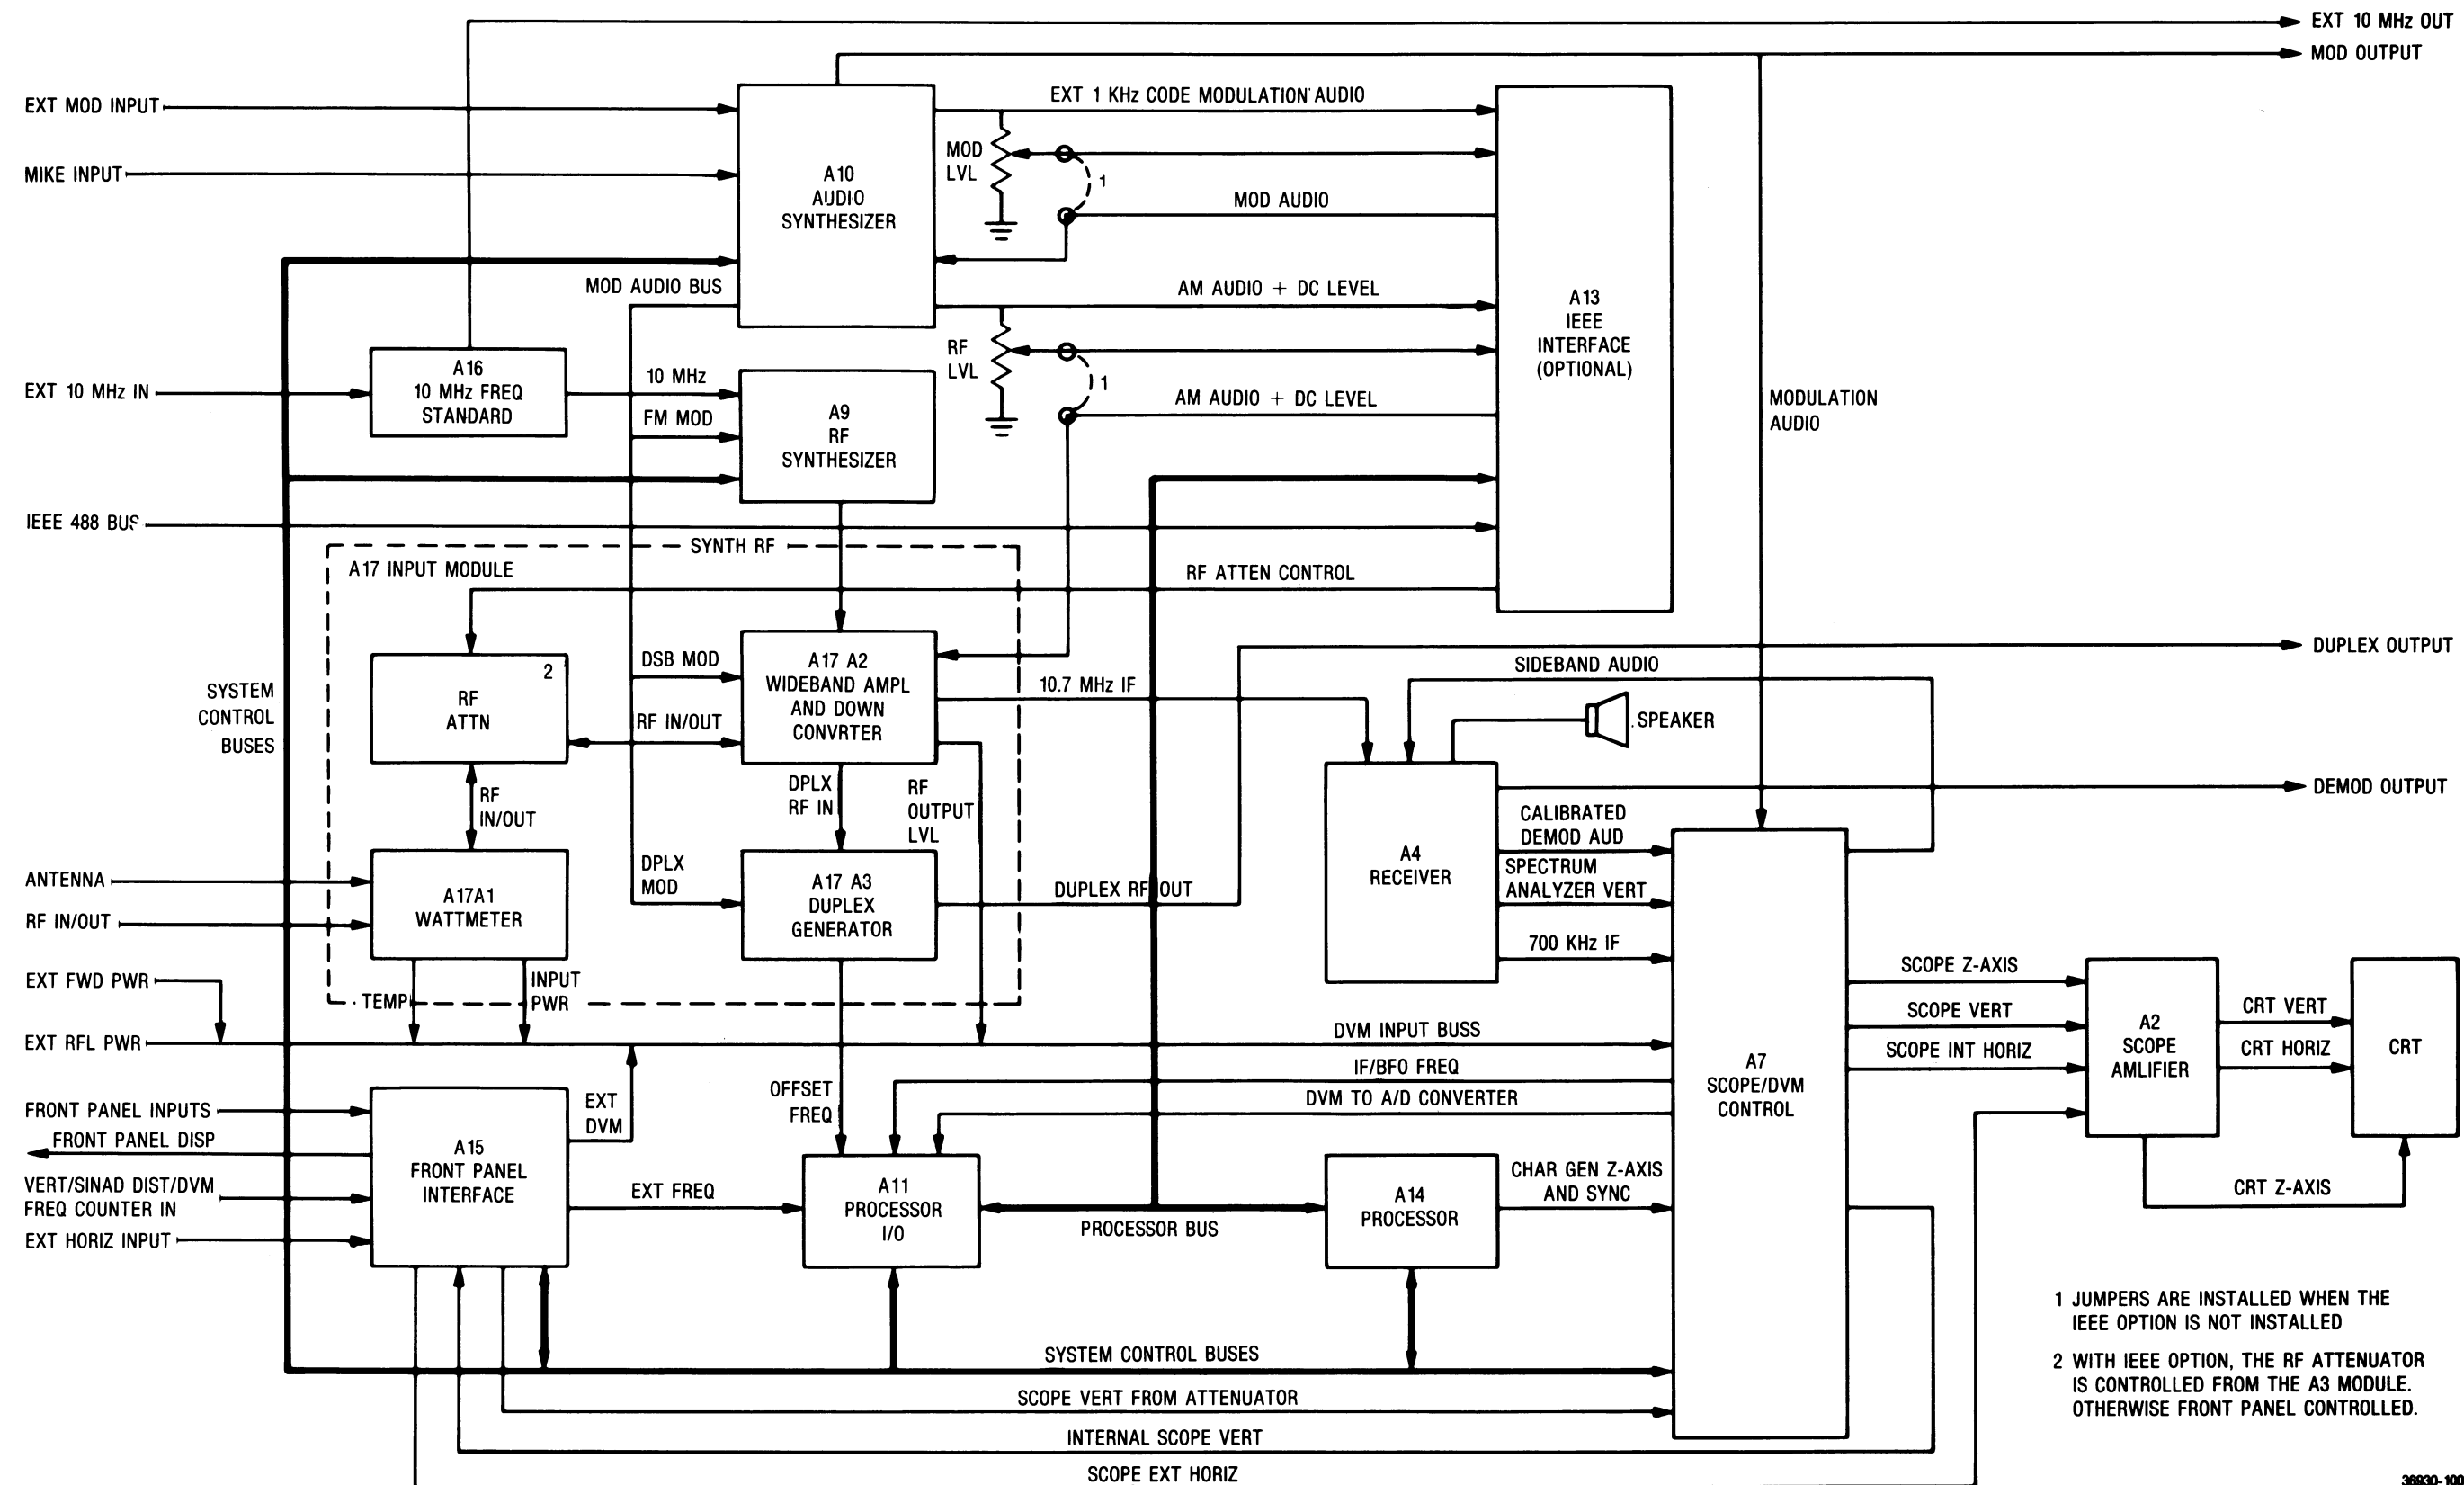 EXT 10 MHz OUT
MOD OUTPUT
EXT MOD INPUT
MIKE INPUT
A10
AUDIO
SYNTHESIZER
EXT 1 KHz CODE MODULATION AUDIO
MOD
LVL
1
MOD AUDIO
MOD AUDIO BUS
AM AUDIO + DC LEVEL
A13
IEEE
INTERFACE
(OPTIONAL)
RF
LVL
1
AM AUDIO + DC LEVEL
MODULATION
AUDIO
EXT 10 MHz IN
A16
10 MHz FREQ
STANDARD
10 MHz
FM MOD
A9
RF
SYNTHESIZER
IEEE 488 BUS
SYNTH RF
A17 INPUT MODULE
RF ATTEN CONTROL
SYSTEM
CONTROL
BUSES
2
RF
ATTN
DSB MOD
RF IN/OUT
A17 A2
WIDEBAND AMPL
AND DOWN
CONVRTER
10.7 MHz IF
SIDEBAND AUDIO
SPEAKER
DUPLEX OUTPUT
DEMOD OUTPUT
RF
IN/OUT
DPLX
RF IN
RF
OUTPUT
LVL
CALIBRATED
DEMOD AUD
ANTENNA
RF IN/OUT
A17A1
WATTMETER
DPLX
MOD
A17 A3
DUPLEX
GENERATOR
DUPLEX RF OUT
A4
RECEIVER
SPECTRUM
ANALYZER VERT
700 KHz IF
EXT FWD PWR
TEMP
INPUT
PWR
EXT RFL PWR
DVM INPUT BUSS
IF/BFO FREQ
DVM TO A/D CONVERTER
A7
SCOPE/DVM
CONTROL
SCOPE Z-AXIS
SCOPE VERT
SCOPE INT HORIZ
A2
SCOPE
AMLIFIER
CRT VERT
CRT HORIZ
CRT
CRT Z-AXIS
FRONT PANEL INPUTS
FRONT PANEL DISP
VERT/SINAD DIST/DVM
FREQ COUNTER IN
EXT HORIZ INPUT
A15
FRONT PANEL
INTERFACE
EXT
DVM
EXT FREQ
OFFSET
FREQ
A11
PROCESSOR
I/O
PROCESSOR BUS
A14
PROCESSOR
CHAR GEN Z-AXIS
AND SYNC
SYSTEM CONTROL BUSES
SCOPE VERT FROM ATTENUATOR
INTERNAL SCOPE VERT
SCOPE EXT HORIZ
1 JUMPERS ARE INSTALLED WHEN THE
IEEE OPTION IS NOT INSTALLED
2 WITH IEEE OPTION, THE RF ATTENUATOR
IS CONTROLLED FROM THE A3 MODULE.
OTHERWISE FRONT PANEL CONTROLLED.